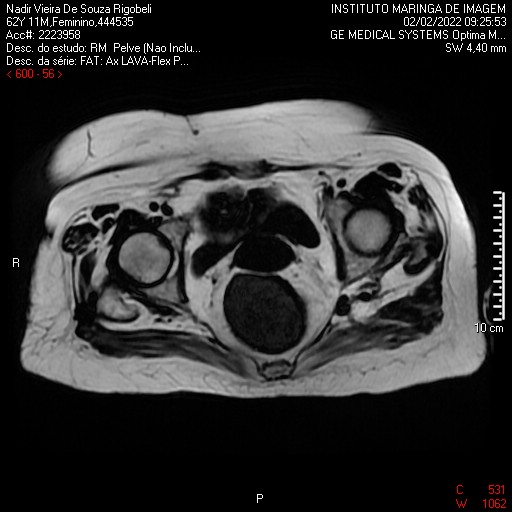 Nadir Vieira De Souza Rigobeli
62Y 11M,Feminino,444535
Acc#: 2223958
Desc. do estudo: RM Pelve (Nao Inclu...
Desc. da série: FAT: Ax LAVA-Flex P...
< 600 - 56 >
INSTITUTO MARINGA DE IMAGEM
02/02/2022 09:25:53
GE MEDICAL SYSTEMS Optima M...
SW 4,40 mm
R
10 cm
P
C 531
W 1062